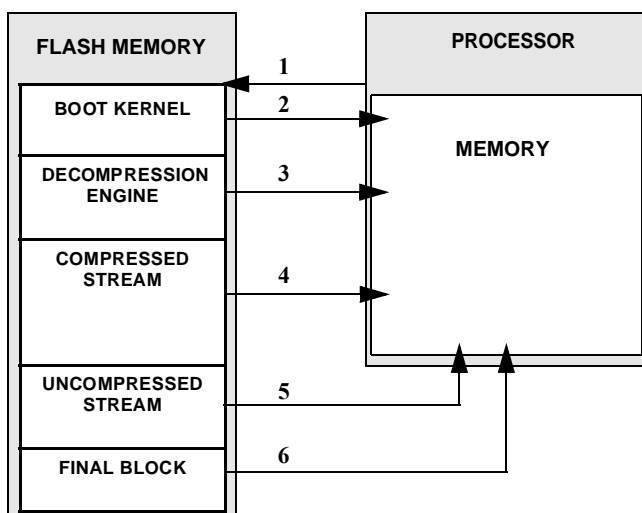 FLASH MEMORY
PROCESSOR
1
BOOT KERNEL
2
MEMORY
DECOMPRESSION
ENGINE
3
COMPRESSED
STREAM
4
UNCOMPRESSED
STREAM
5
FINAL BLOCK
6